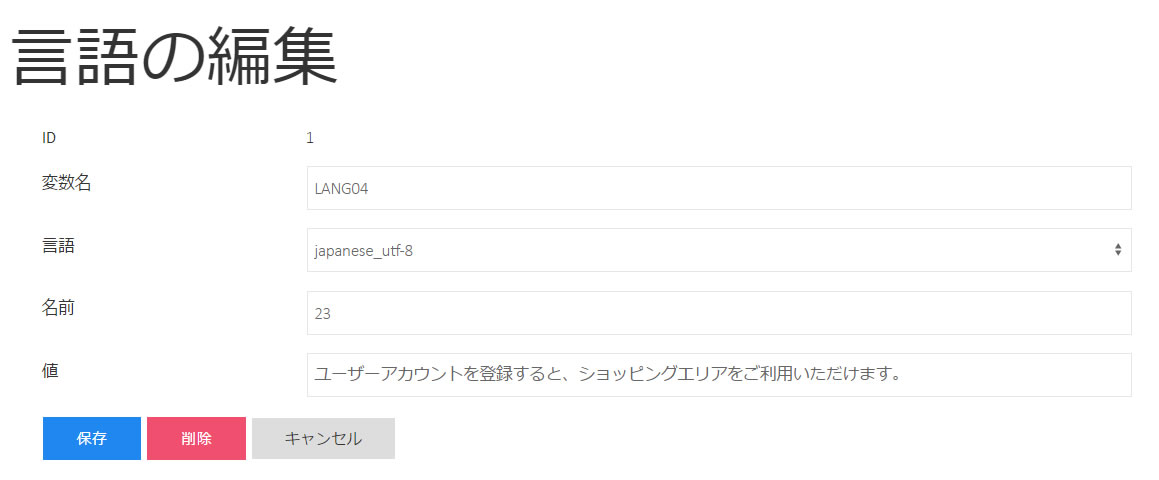 言語の編集
ID 1
変数名 LANG04
言語 japanese_utf-8
名前 23
値 ユーザーアカウントを登録すると、ショッピングエリアをご利用いただけます。
保存 削除 キャンセル